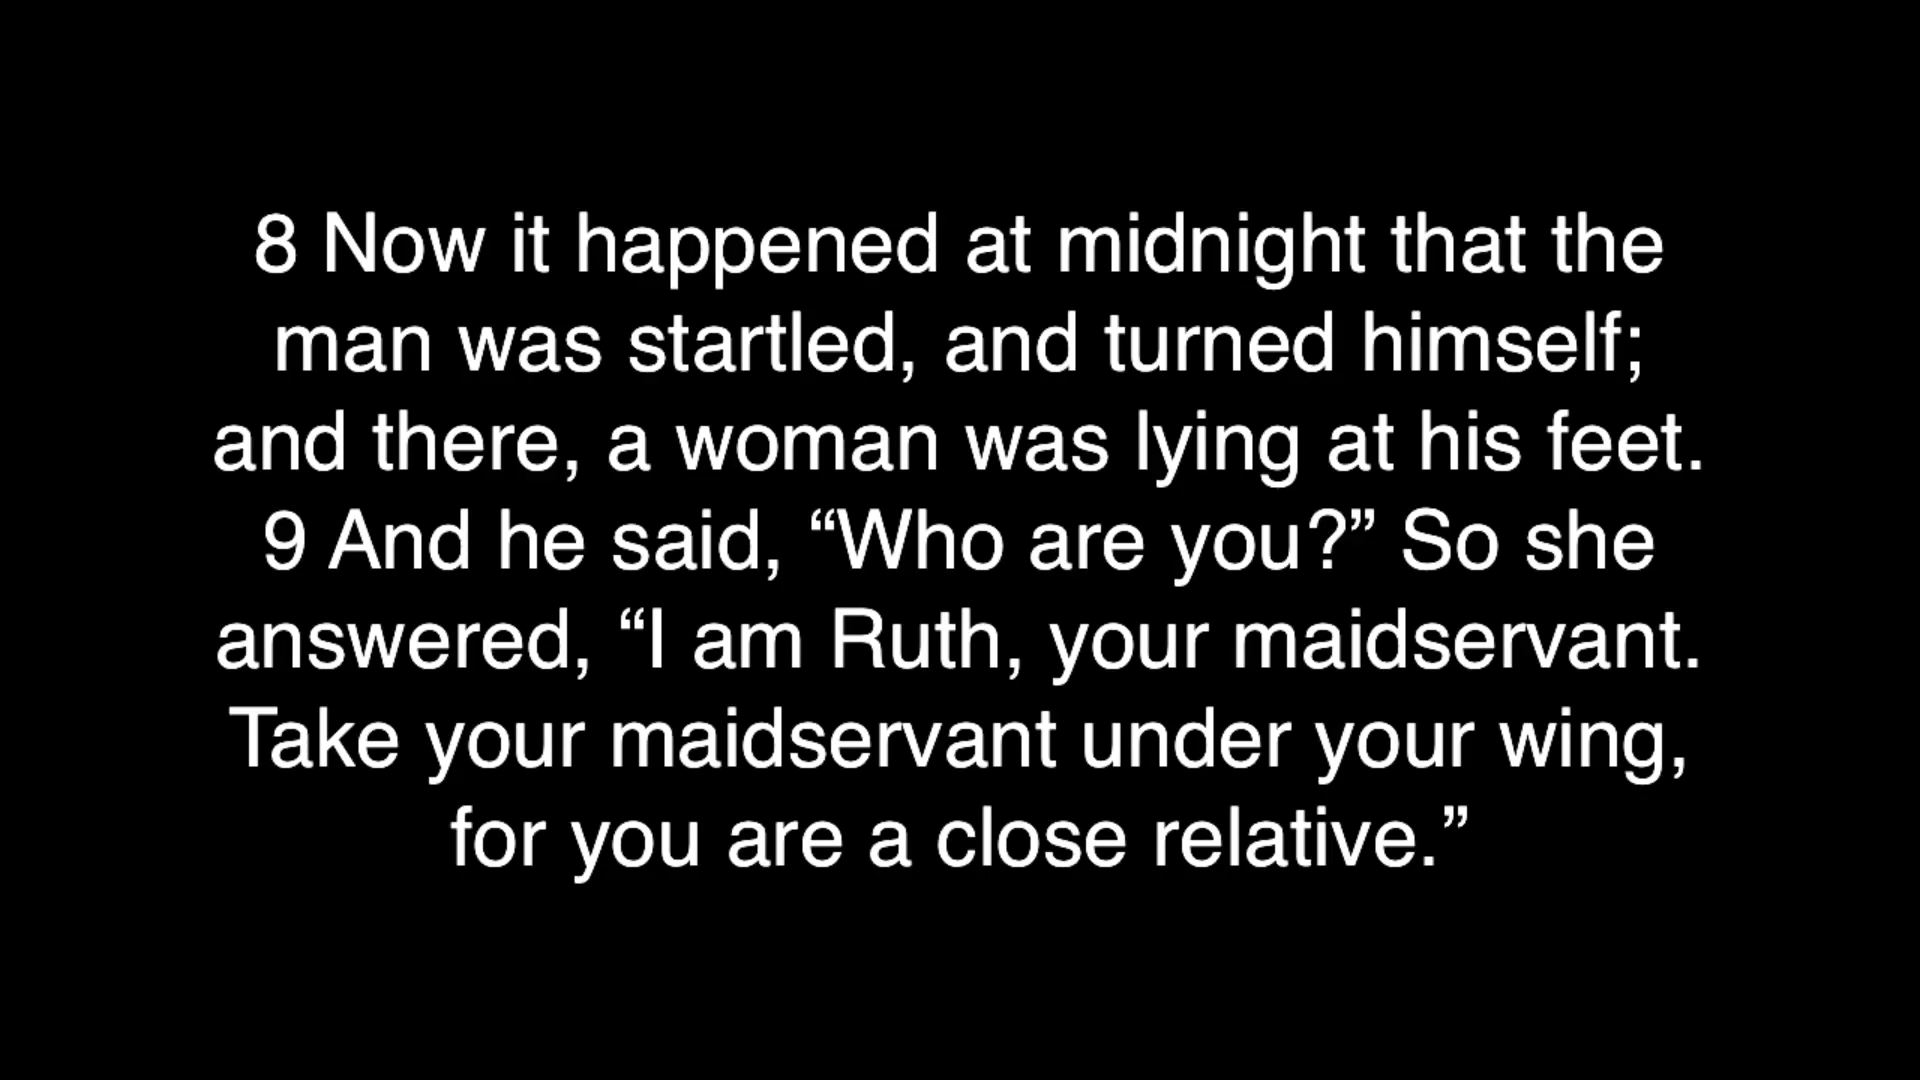 8 Now it happened at midnight that the
man was startled, and turned himself;
and there, a woman was lying at his feet.
9 And he said, “Who are you?” So she
answered, “I am Ruth, your maidservant.
Take your maidservant under your wing,
for you are a close relative.”